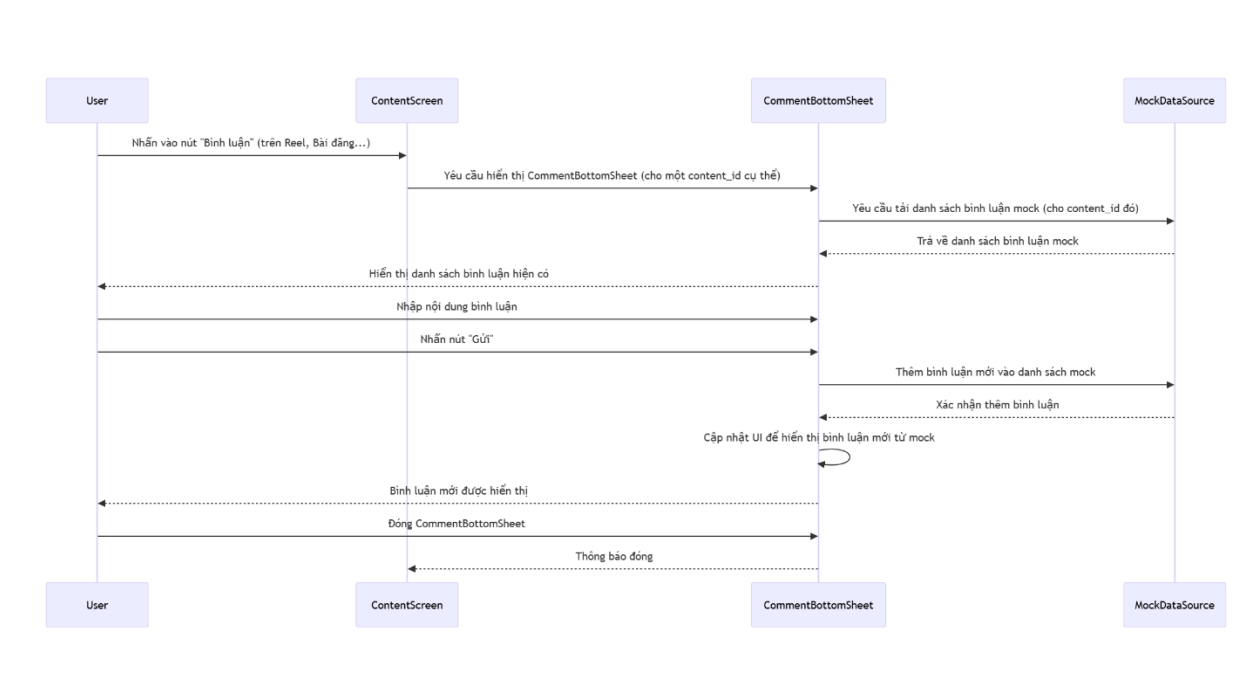 User
ContentScreen
CommentBottomSheet
MockDataSource
Nhấn vào nút "Bình luận" (trên Reel, Bài đăng...)
Yêu cầu hiển thị CommentBottomSheet (cho một content_id cụ thể)
Yêu cầu tải danh sách bình luận mock (cho content_id đó)
Trả về danh sách bình luận mock
Hiển thị danh sách bình luận hiện có
Nhập nội dung bình luận
Nhấn nút "Gửi"
Thêm bình luận mới vào danh sách mock
Xác nhận thêm bình luận
Cập nhật UI để hiển thị bình luận mới từ mock
Bình luận mới được hiển thị
Đóng CommentBottomSheet
Thông báo đóng
User
ContentScreen
CommentBottomSheet
MockDataSource